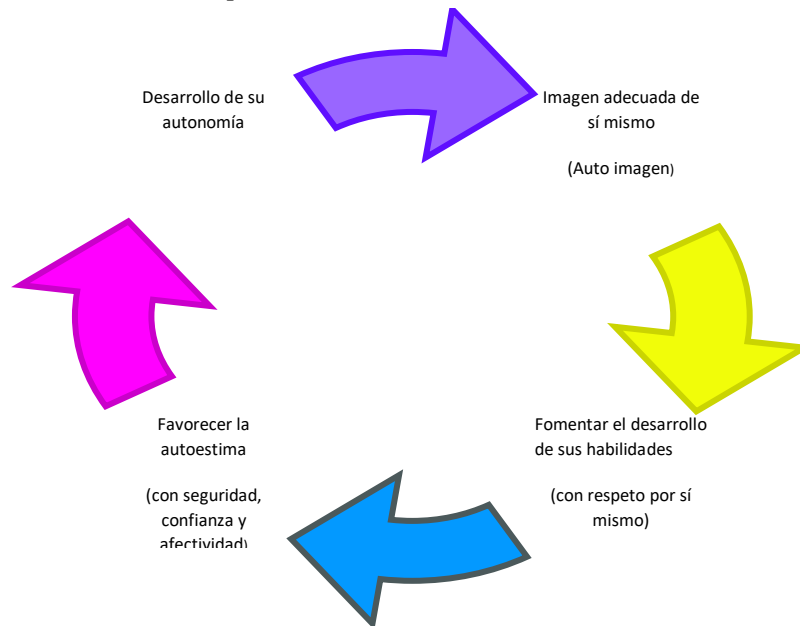 Desarrollo de su
autonomía
Imagen adecuada de
sí mismo
(Auto imagen)
Fomentar el desarrollo
de sus habilidades
(con respeto por sí
mismo)
Favorecer la
autoestima
(con seguridad,
confianza y
afectividad)